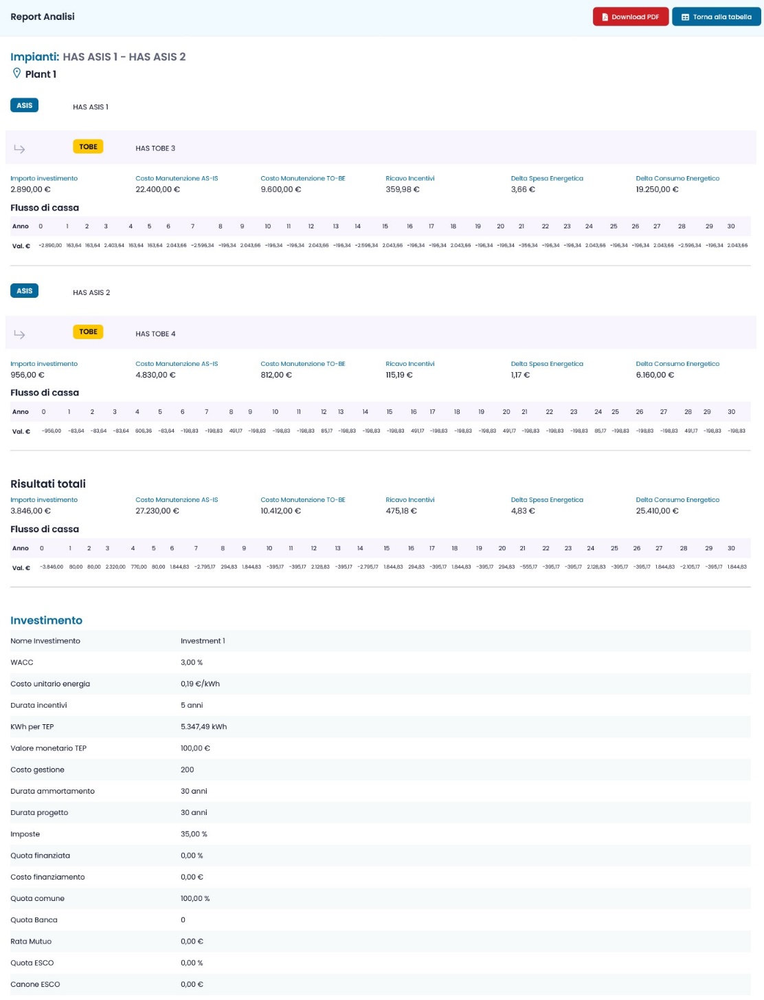 Report Analisi
Download PDF
Torna alla tabella
Impianti: HAS ASIS 1 - HAS ASIS 2
Plant 1
ASIS HAS ASIS 1
TOBE HAS TOBE 3
Importo investimento Costo Manutenzione AS-IS Costo Manutenzione TO-BE Ricavo Incentivi Delta Spesa Energetica Delta Consumo Energetico
2.890,00 € 22.400,00 € 9.600,00 € 359,98 € 3,66 € 19.250,00 €
Flusso di cassa
Anno 0 1 2 3 4 5 6 7 8 9 10 11 12 13 14 15 16 17 18 19 20 21 22 23 24 25 26 27 28 29 30
Val. € -2.890,00 163,64 163,64 2.403,64 163,64 163,64 2.043,66 -2.596,34 -196,34 2.043,66 -196,34 -196,34 2.043,66 -196,34 -2.596,34 2.043,66 -196,34 -196,34 2.043,66 -196,34 -196,34 -356,34 -196,34 -196,34 2.043,66 -196,34 -196,34 2.043,66 -2.596,34 -196,34 2.043,66
ASIS HAS ASIS 2
TOBE HAS TOBE 4
Importo investimento Costo Manutenzione AS-IS Costo Manutenzione TO-BE Ricavo Incentivi Delta Spesa Energetica Delta Consumo Energetico
956,00 € 4.830,00 € 812,00 € 115,19 € 1,17 € 6.160,00 €
Flusso di cassa
Anno 0 1 2 3 4 5 6 7 8 9 10 11 12 13 14 15 16 17 18 19 20 21 22 23 24 25 26 27 28 29 30
Val. € -956,00 -83,64 -83,64 -83,64 606,36 -83,64 -198,83 -198,83 491,17 -198,83 -198,83 -198,83 85,17 -198,83 -198,83 -198,83 491,17 -198,83 -198,83 -198,83 491,17 -198,83 -198,83 -198,83 85,17 -198,83 -198,83 -198,83 491,17 -198,83 -198,83
Risultati totali
Importo investimento Costo Manutenzione AS-IS Costo Manutenzione TO-BE Ricavo Incentivi Delta Spesa Energetica Delta Consumo Energetico
3.846,00 € 27.230,00 € 10.412,00 € 475,18 € 4,83 € 25.410,00 €
Flusso di cassa
Anno 0 1 2 3 4 5 6 7 8 9 10 11 12 13 14 15 16 17 18 19 20 21 22 23 24 25 26 27 28 29 30
Val. € -3.846,00 80,00 80,00 2.320,00 770,00 80,00 1.844,83 -2.795,17 294,83 1.844,83 -395,17 -395,17 2.128,83 -395,17 -2.795,17 1.844,83 294,83 -395,17 1.844,83 -395,17 294,83 -555,17 -395,17 -395,17 2.128,83 -395,17 -395,17 1.844,83 -2.105,17 -395,17 1.844,83
Investimento
Nome Investimento Investment 1
WACC 3,00 %
Costo unitario energia 0,19 €/kWh
Durata incentivi 5 anni
KWh per TEP 5.347,49 kWh
Valore monetario TEP 100,00 €
Costo gestione 200
Durata ammortamento 30 anni
Durata progetto 30 anni
Imposte 35,00 %
Quota finanziata 0,00 %
Costo finanziamento 0,00 €
Quota comune 100,00 %
Quota Banca 0
Rata Mutuo 0,00 €
Quota ESCO 0,00 %
Canone ESCO 0,00 €